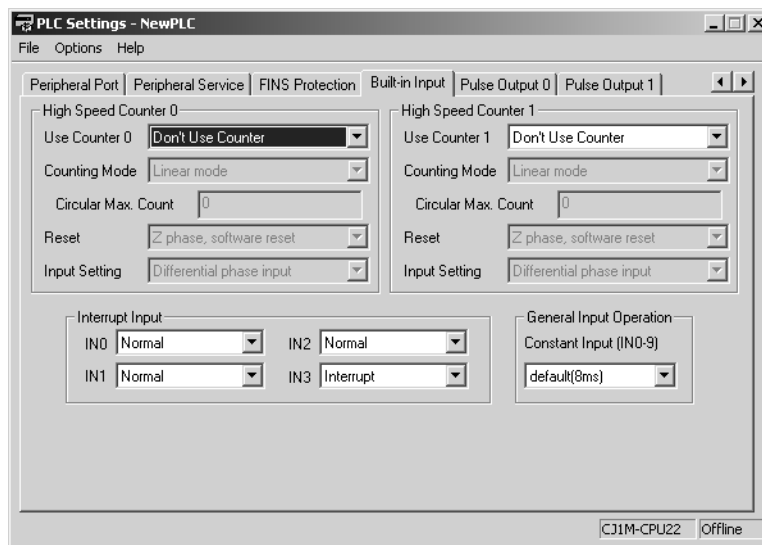 PLC Settings - NewPLC
File Options Help
Peripheral Port Peripheral Service FINS Protection Built-in Input Pulse Output 0 Pulse Output 1
High Speed Counter 0
Use Counter 0 Don't Use Counter
Counting Mode Linear mode
Circular Max. Count 0
Reset Z phase, software reset
Input Setting Differential phase input
High Speed Counter 1
Use Counter 1 Don't Use Counter
Counting Mode Linear mode
Circular Max. Count 0
Reset Z phase, software reset
Input Setting Differential phase input
Interrupt Input
IN0 Normal IN2 Normal
IN1 Normal IN3 Interrupt
General Input Operation
Constant Input (IN0-9)
default(8ms)
CJ1M-CPU22 Offline